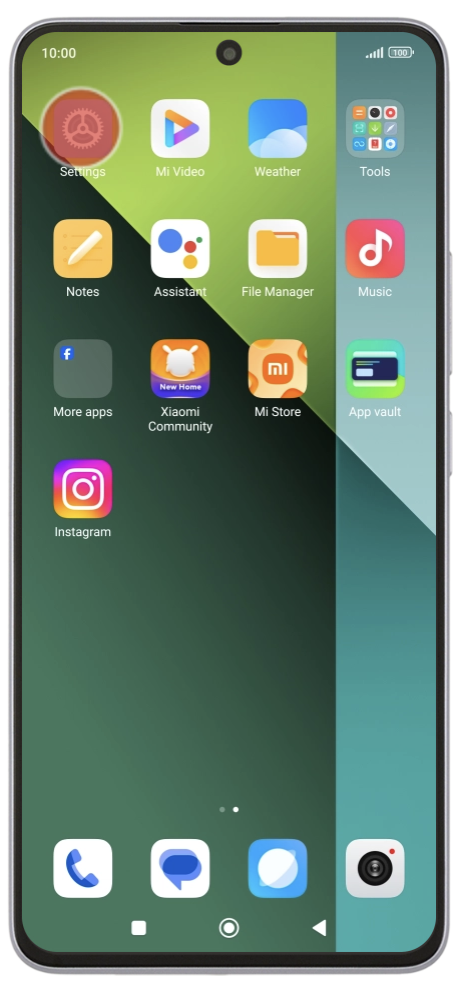 10:00
100
Settings
Mi Video
Weather
Tools
Notes
Assistant
File Manager
Music
More apps
New Home
Xiaomi
Community
Mi Store
App vault
Instagram